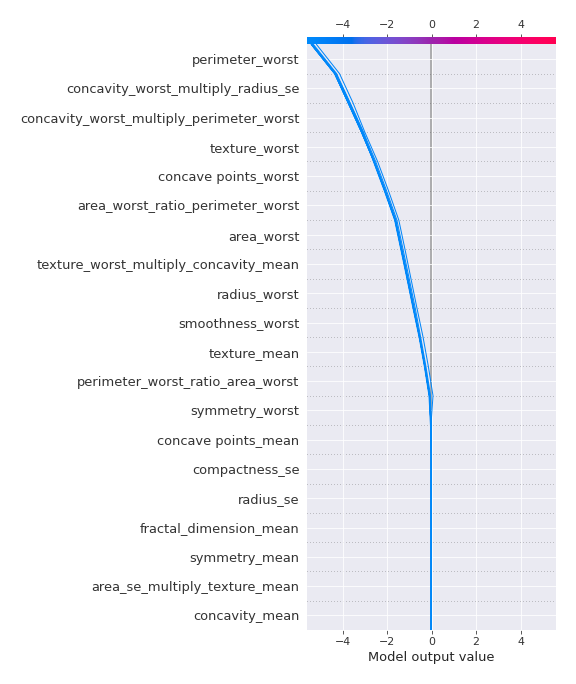 −4 −2 0 2 4
perimeter_worst
concavity_worst_multiply_radius_se
concavity_worst_multiply_perimeter_worst
texture_worst
concave points_worst
area_worst_ratio_perimeter_worst
area_worst
texture_worst_multiply_concavity_mean
radius_worst
smoothness_worst
texture_mean
perimeter_worst_ratio_area_worst
symmetry_worst
concave points_mean
compactness_se
radius_se
fractal_dimension_mean
symmetry_mean
area_se_multiply_texture_mean
concavity_mean
−4 −2 0 2 4
Model output value